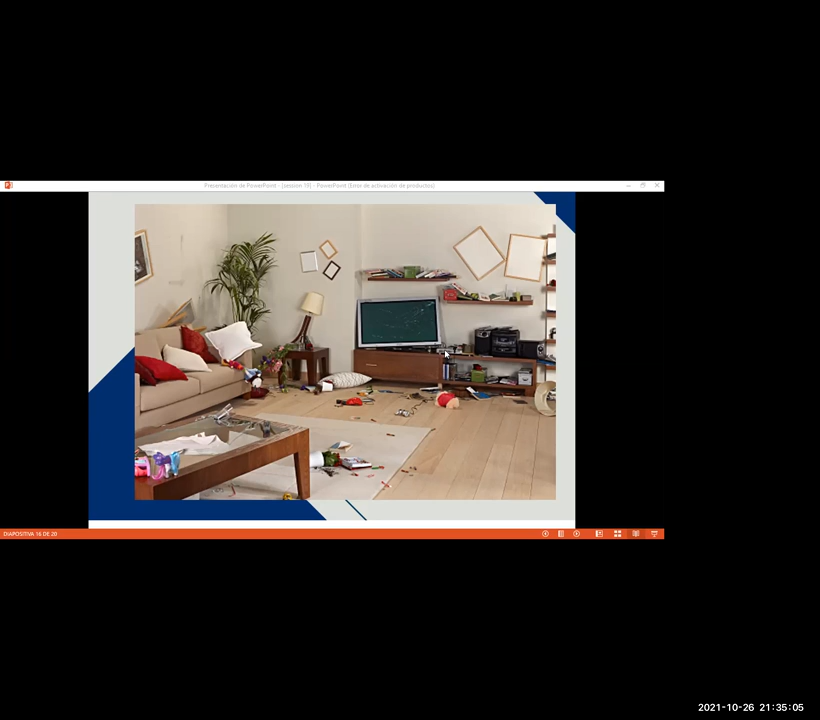 Presentación de PowerPoint - [session 10] - PowerPoint (Error de activación de productos)
DIAPOSITIVA 16 DE 20
2021-10-26 21:35:05